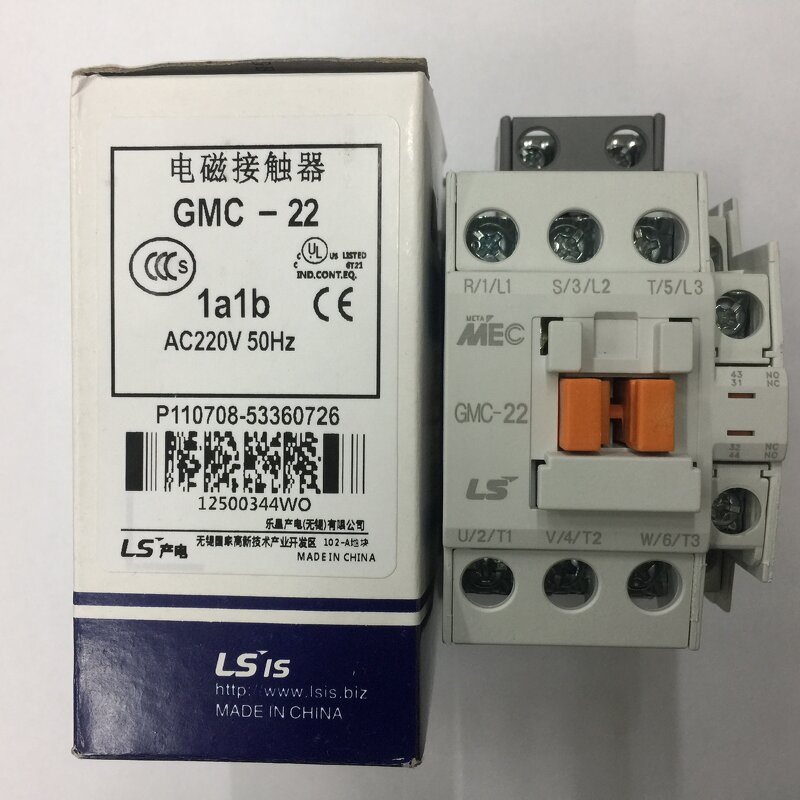 电磁接触器
GMC - 22
CCC S
C UL US LISTED
6T21
IND.CONT.EQ.
1a1b CE
AC220V 50Hz
P110708-53360726
12500344WO
乐星产电(无锡)有限公司
LS产电 无锡国家高新技术产业开发区 102-A地块
MADE IN CHINA
LSIS
http://www.lsis.biz
MADE IN CHINA
R/1/L1 S/3/L2 T/5/L3
META
MEC
GMC-22
LS
U/2/T1 V/4/T2 W/6/T3
43 NO
31 NC
32 NC
44 NO